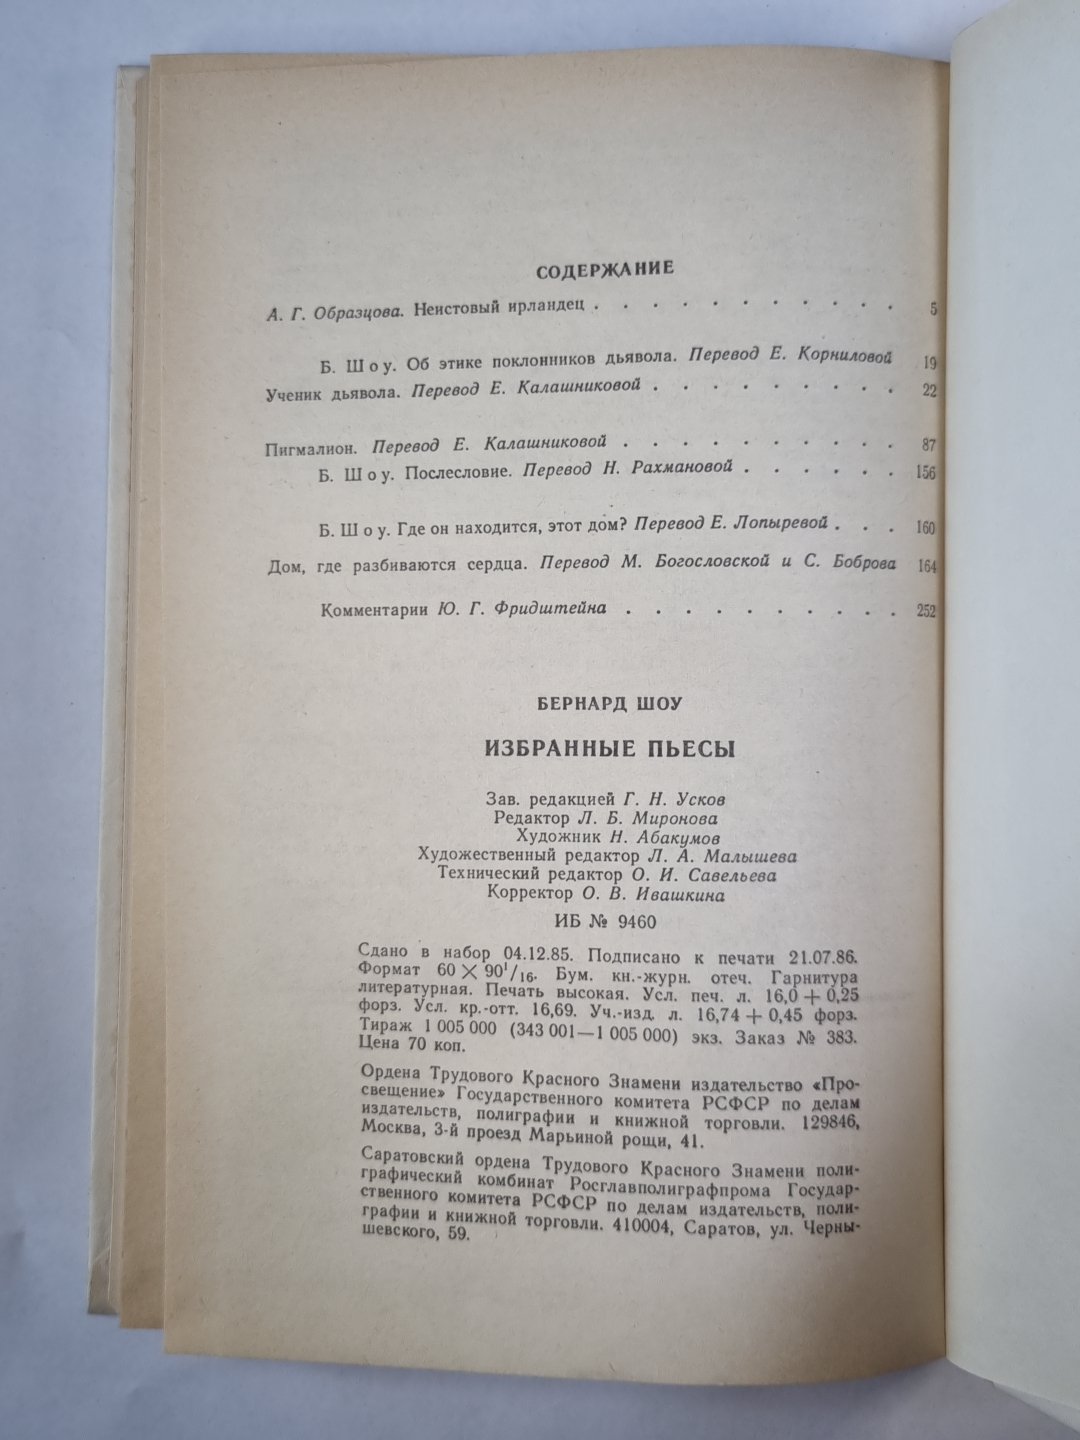 СОДЕРЖАНИЕ
А. Г. Образцова. Неистовый ирландец . . . . . . . . . . . 5
Б. Шоу. Об этике поклонников дьявола. Перевод Е. Корниловой 19
Ученик дьявола. Перевод Е. Калашниковой . . . . . . . . . 22
Пигмалион. Перевод Е. Калашниковой . . . . . . . . . . 87
Б. Шоу. Послесловие. Перевод Н. Рахмановой . . . . . . 156
Б. Шоу. Где он находится, этот дом? Перевод Е. Лопыревой . . . 160
Дом, где разбиваются сердца. Перевод М. Богословской и С. Боброва 164
Комментарии Ю. Г. Фридштейна . . . . . . . . . . 252
БЕРНАРД ШОУ
ИЗБРАННЫЕ ПЬЕСЫ
Зав. редакцией Г. Н. Усков
Редактор Л. Б. Миронова
Художник Н. Абакумов
Художественный редактор Л. А. Малышева
Технический редактор О. И. Савельева
Корректор О. В. Ивашкина
ИБ № 9460
Сдано в набор 04.12.85. Подписано к печати 21.07.86.
Формат 60 × 90¹/₁₆. Бум. кн.-журн. отеч. Гарнитура
литературная. Печать высокая. Усл. печ. л. 16,0 + 0,25
форз. Усл. кр.-отт. 16,69. Уч.-изд. л. 16,74 + 0,45 форз.
Тираж 1 005 000 (343 001—1 005 000) экз. Заказ № 383.
Цена 70 коп.
Ордена Трудового Красного Знамени издательство «Про-
свещение» Государственного комитета РСФСР по делам
издательств, полиграфии и книжной торговли. 129846,
Москва, 3-й проезд Марьиной рощи, 41.
Саратовский ордена Трудового Красного Знамени поли-
графический комбинат Росглавполиграфпрома Государ-
ственного комитета РСФСР по делам издательств, поли-
графии и книжной торговли. 410004, Саратов, ул. Черны-
шевского, 59.